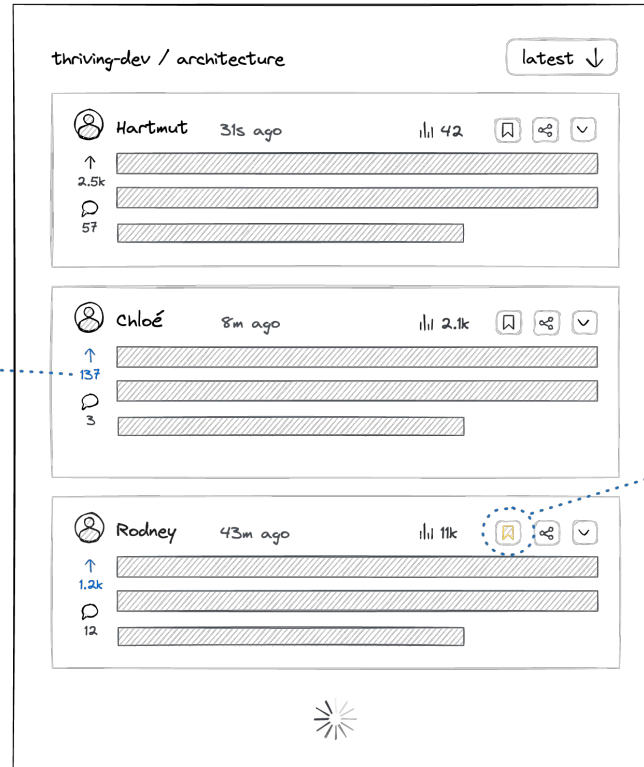 thriving-dev / architecture
latest ↓
Hartmut 31s ago 42
2.5k
57
Chloé 8m ago 2.1k
137
3
Rodney 43m ago 11k
1.2k
12